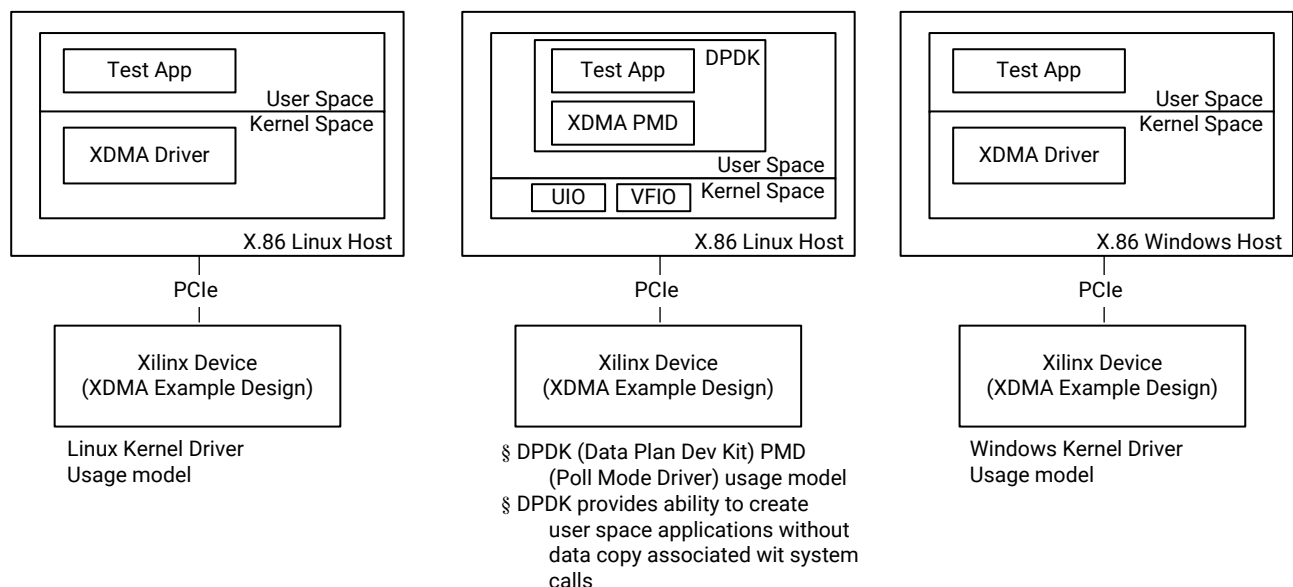 Test App
User Space
Kernel Space
XDMA Driver
X.86 Linux Host
PCIe
Xilinx Device
(XDMA Example Design)
Linux Kernel Driver
Usage model
DPDK
Test App
XDMA PMD
User Space
Kernel Space
UIO
VFIO
X.86 Linux Host
PCIe
Xilinx Device
(XDMA Example Design)
§ DPDK (Data Plan Dev Kit) PMD
(Poll Mode Driver) usage model
§ DPDK provides ability to create
user space applications without
data copy associated wit system
calls
Test App
User Space
Kernel Space
XDMA Driver
X.86 Windows Host
PCIe
Xilinx Device
(XDMA Example Design)
Windows Kernel Driver
Usage model